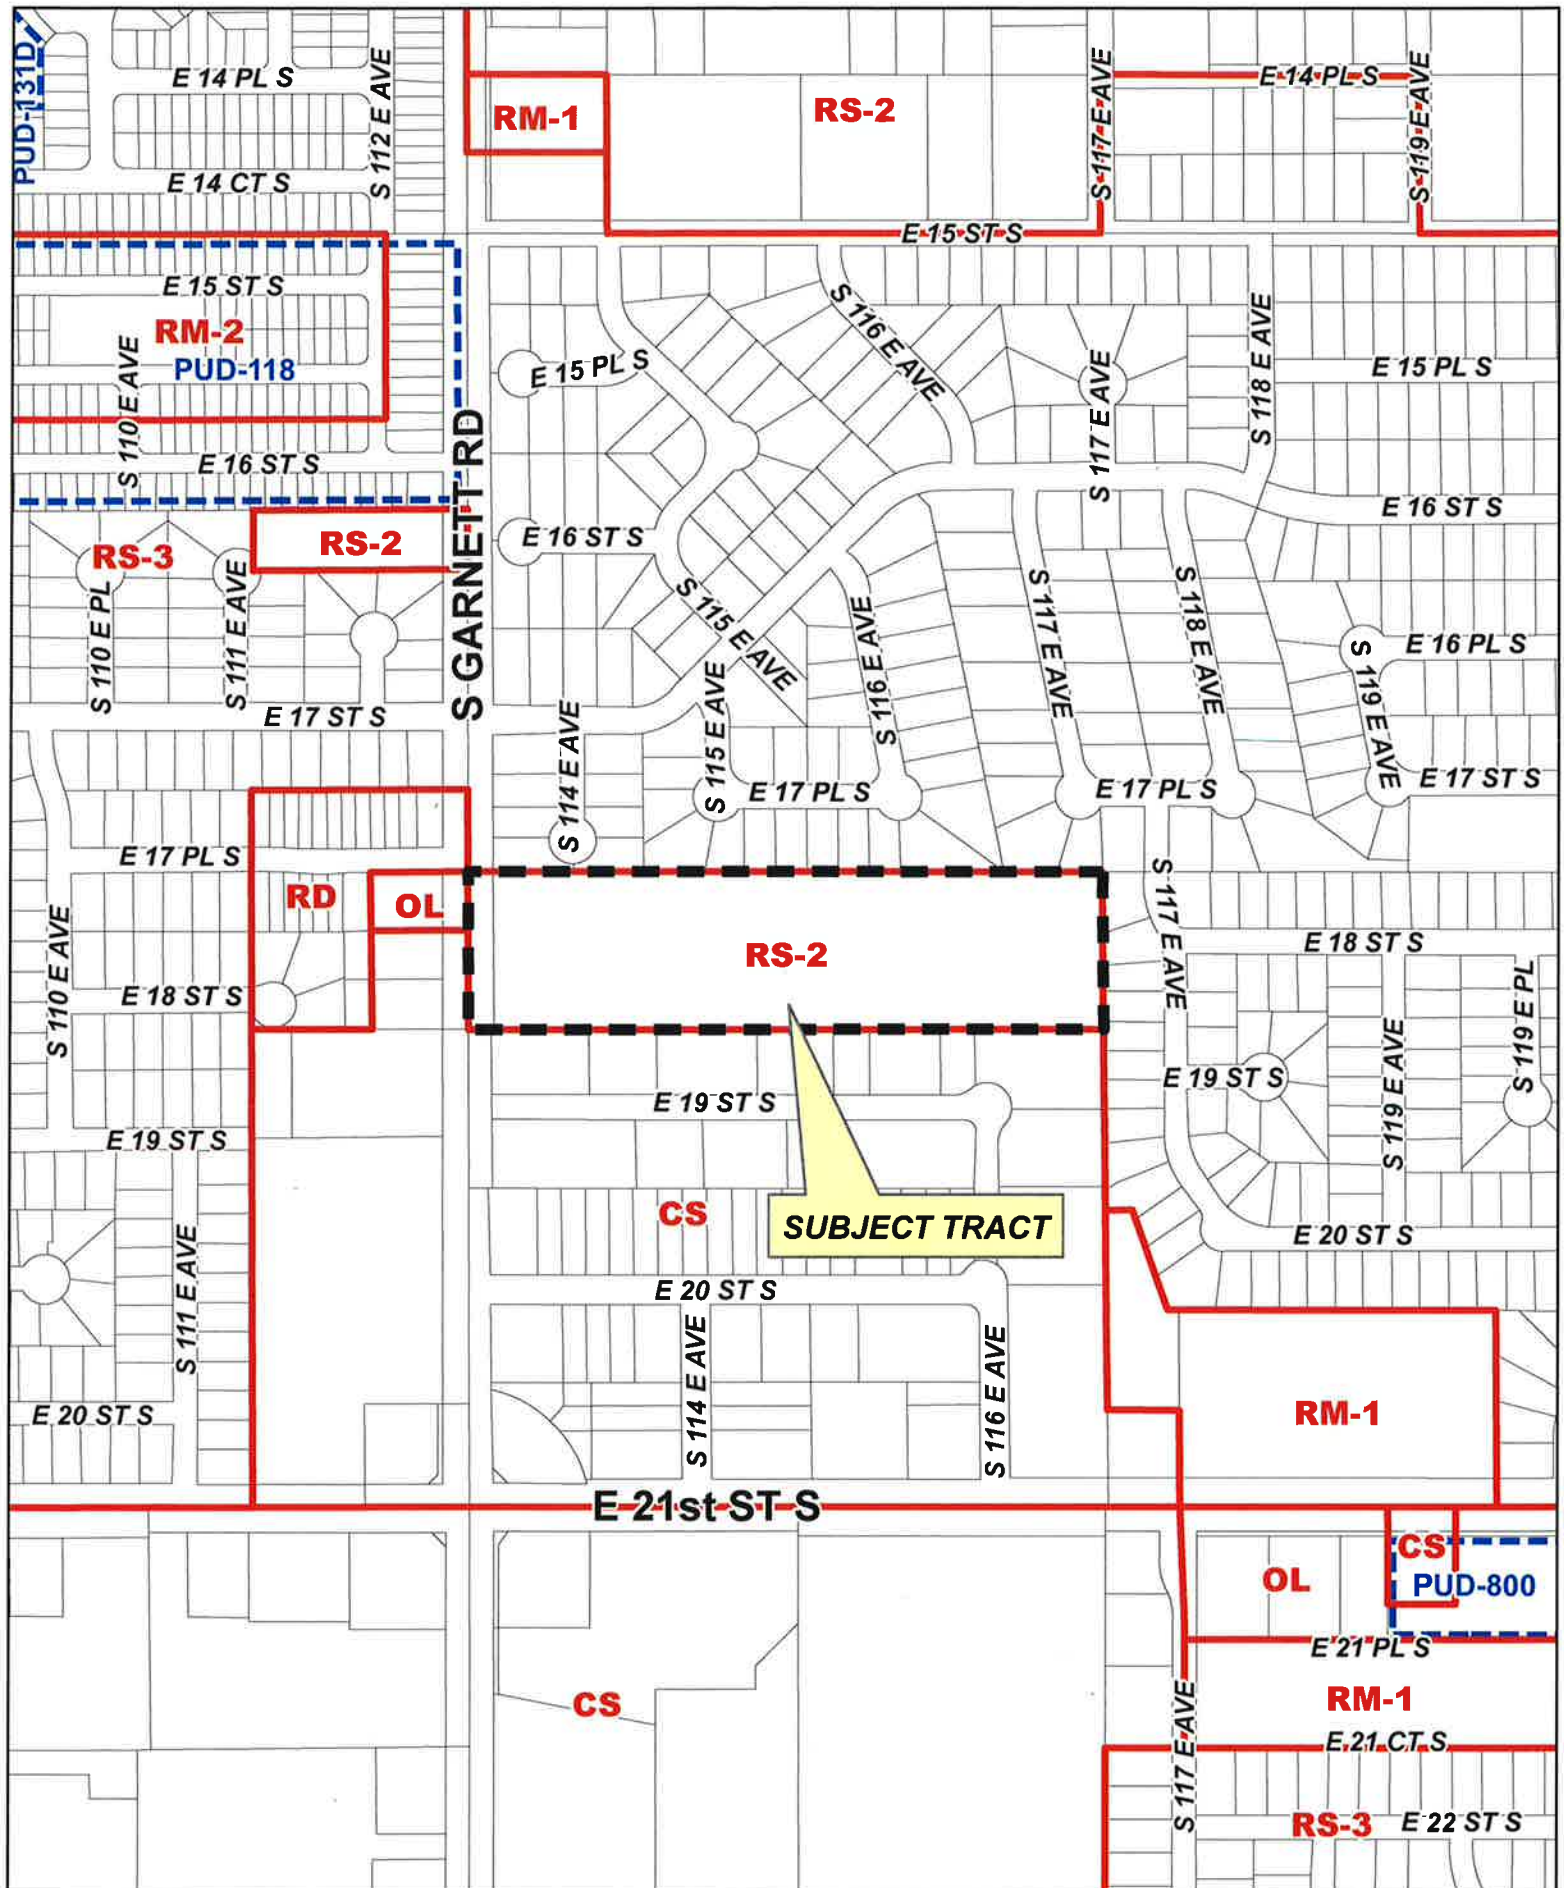 PUD-131D
E 14 PL S
S 112 E AVE
E 14 CT S
RM-1
RS-2
S 117 E AVE
E 14 PL S
S 119 E AVE
E 15 ST S
E 15 ST S
RM-2
PUD-118
S 110 E AVE
E 16 ST S
S GARNETT RD
E 15 PL S
S 116 E AVE
S 117 E AVE
S 118 E AVE
E 15 PL S
E 16 ST S
E 16 ST S
RS-3
RS-2
S 110 E PL
S 111 E AVE
E 17 ST S
S 115 E AVE
S 116 E AVE
S 117 E AVE
S 118 E AVE
S 119 E AVE
E 16 PL S
S 114 E AVE
S 115 E AVE
E 17 PL S
E 17 PL S
E 17 ST S
E 17 PL S
RD
OL
RS-2
S 117 E AVE
E 18 ST S
S 110 E AVE
E 18 ST S
S 119 E AVE
S 119 E PL
E 19 ST S
E 19 ST S
E 19 ST S
CS
SUBJECT TRACT
E 20 ST S
S 111 E AVE
E 20 ST S
S 114 E AVE
S 116 E AVE
E 20 ST S
RM-1
E 21st ST S
CS
OL
PUD-800
E 21 PL S
CS
RM-1
S 117 E AVE
E 21 CT S
RS-3
E 22 ST S